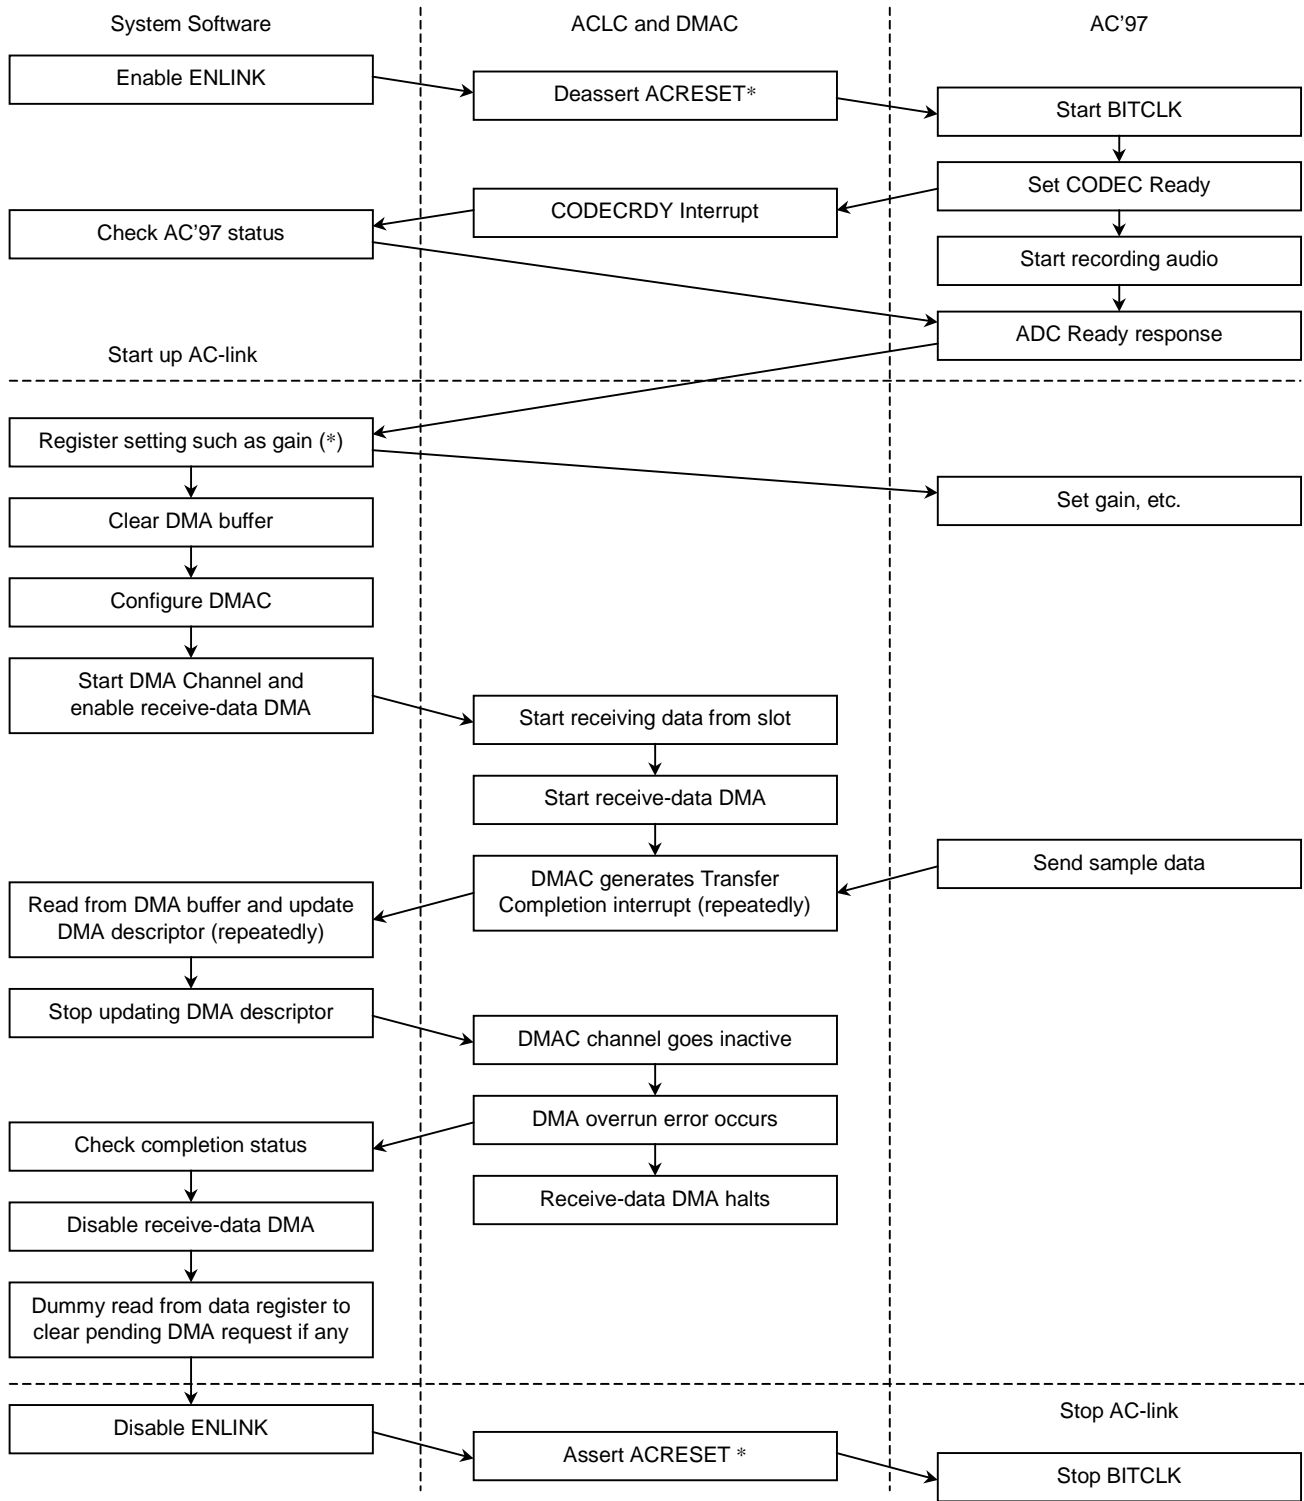 System Software
ACLC and DMAC
AC’97
Enable ENLINK
Deassert ACRESET*
Start BITCLK
Set CODEC Ready
CODECRDY Interrupt
Check AC’97 status
Start recording audio
ADC Ready response
Start up AC-link
Register setting such as gain (*)
Set gain, etc.
Clear DMA buffer
Configure DMAC
Start DMA Channel and
enable receive-data DMA
Start receiving data from slot
Start receive-data DMA
Send sample data
DMAC generates Transfer
Completion interrupt (repeatedly)
Read from DMA buffer and update
DMA descriptor (repeatedly)
Stop updating DMA descriptor
DMAC channel goes inactive
DMA overrun error occurs
Check completion status
Receive-data DMA halts
Disable receive-data DMA
Dummy read from data register to
clear pending DMA request if any
Stop AC-link
Disable ENLINK
Assert ACRESET *
Stop BITCLK